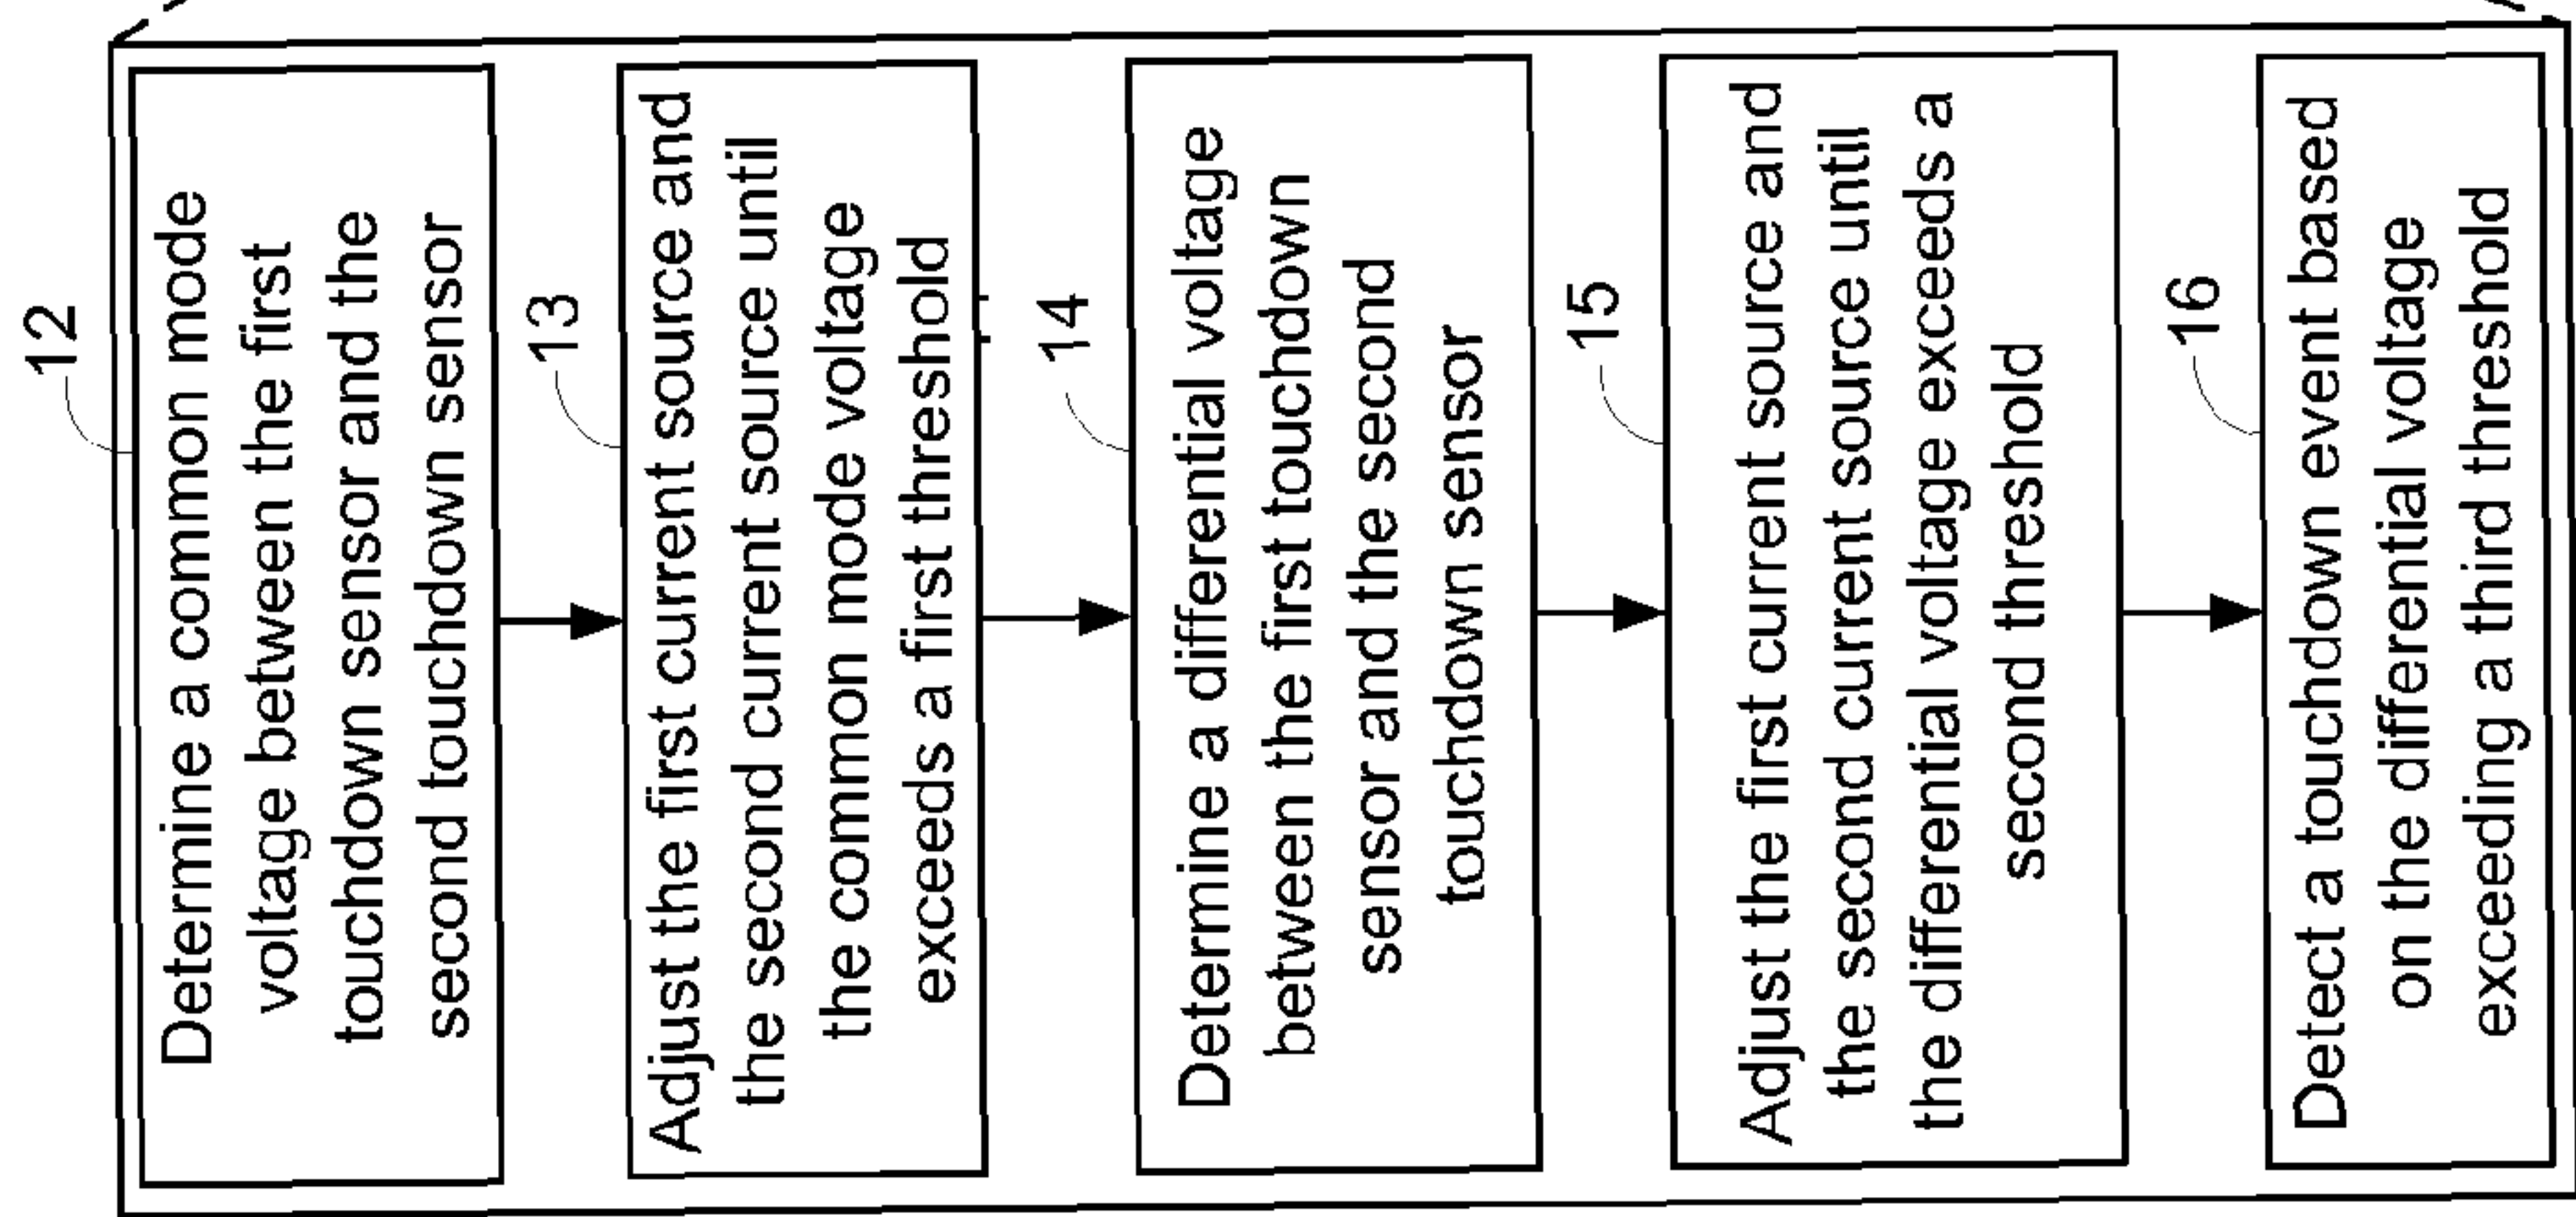 12
Determine a common mode
voltage between the first
touchdown sensor and the
second touchdown sensor
13
Adjust the first current source and
the second current source until
the common mode voltage
exceeds a first threshold
14
Determine a differential voltage
between the first touchdown
sensor and the second
touchdown sensor
15
Adjust the first current source and
the second current source until
the differential voltage exceeds a
second threshold
16
Detect a touchdown event based
on the differential voltage
exceeding a third threshold